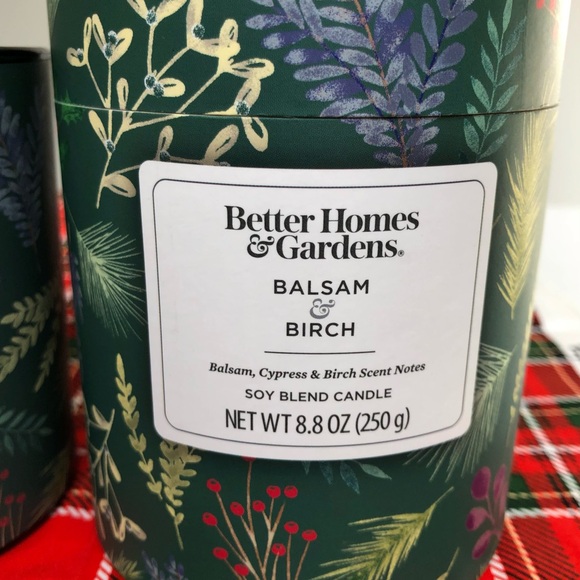 Better Homes
& Gardens®
BALSAM
&
BIRCH
Balsam, Cypress & Birch Scent Notes
SOY BLEND CANDLE
NET WT 8.8 OZ (250 g)